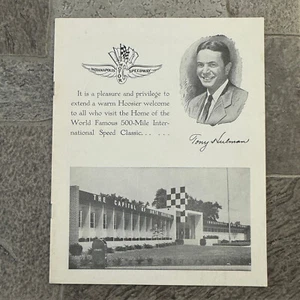 INDIANAPOLIS SPEEDWAY
It is a pleasure and privilege to
extend a warm Hoosier welcome
to all who visit the Home of the
World Famous 500-Mile Inter-
national Speed Classic. . . . . .
Tony Hulman
THE CAPITOL